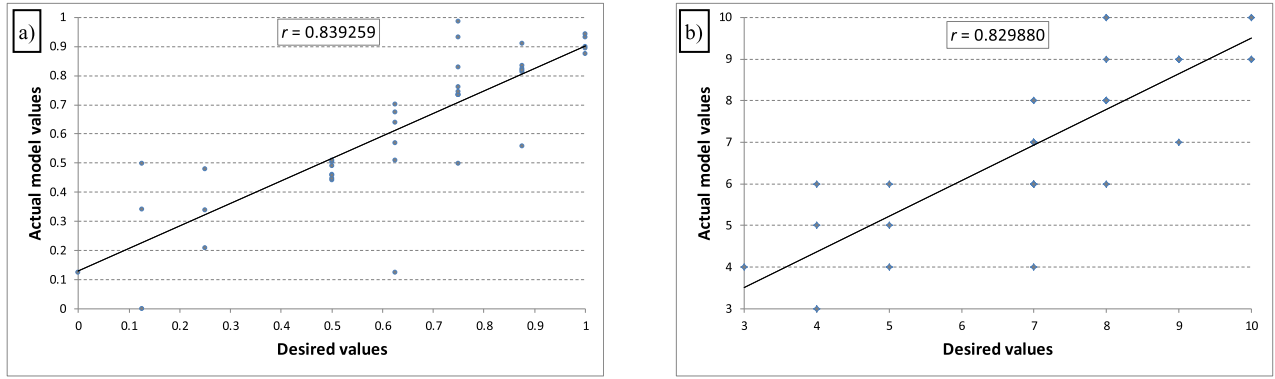 a)
r = 0.839259
Actual model values
1
0.9
0.8
0.7
0.6
0.5
0.4
0.3
0.2
0.1
0
0 0.1 0.2 0.3 0.4 0.5 0.6 0.7 0.8 0.9 1
Desired values
b)
r = 0.829880
Actual model values
10
9
8
7
6
5
4
3
3 4 5 6 7 8 9 10
Desired values